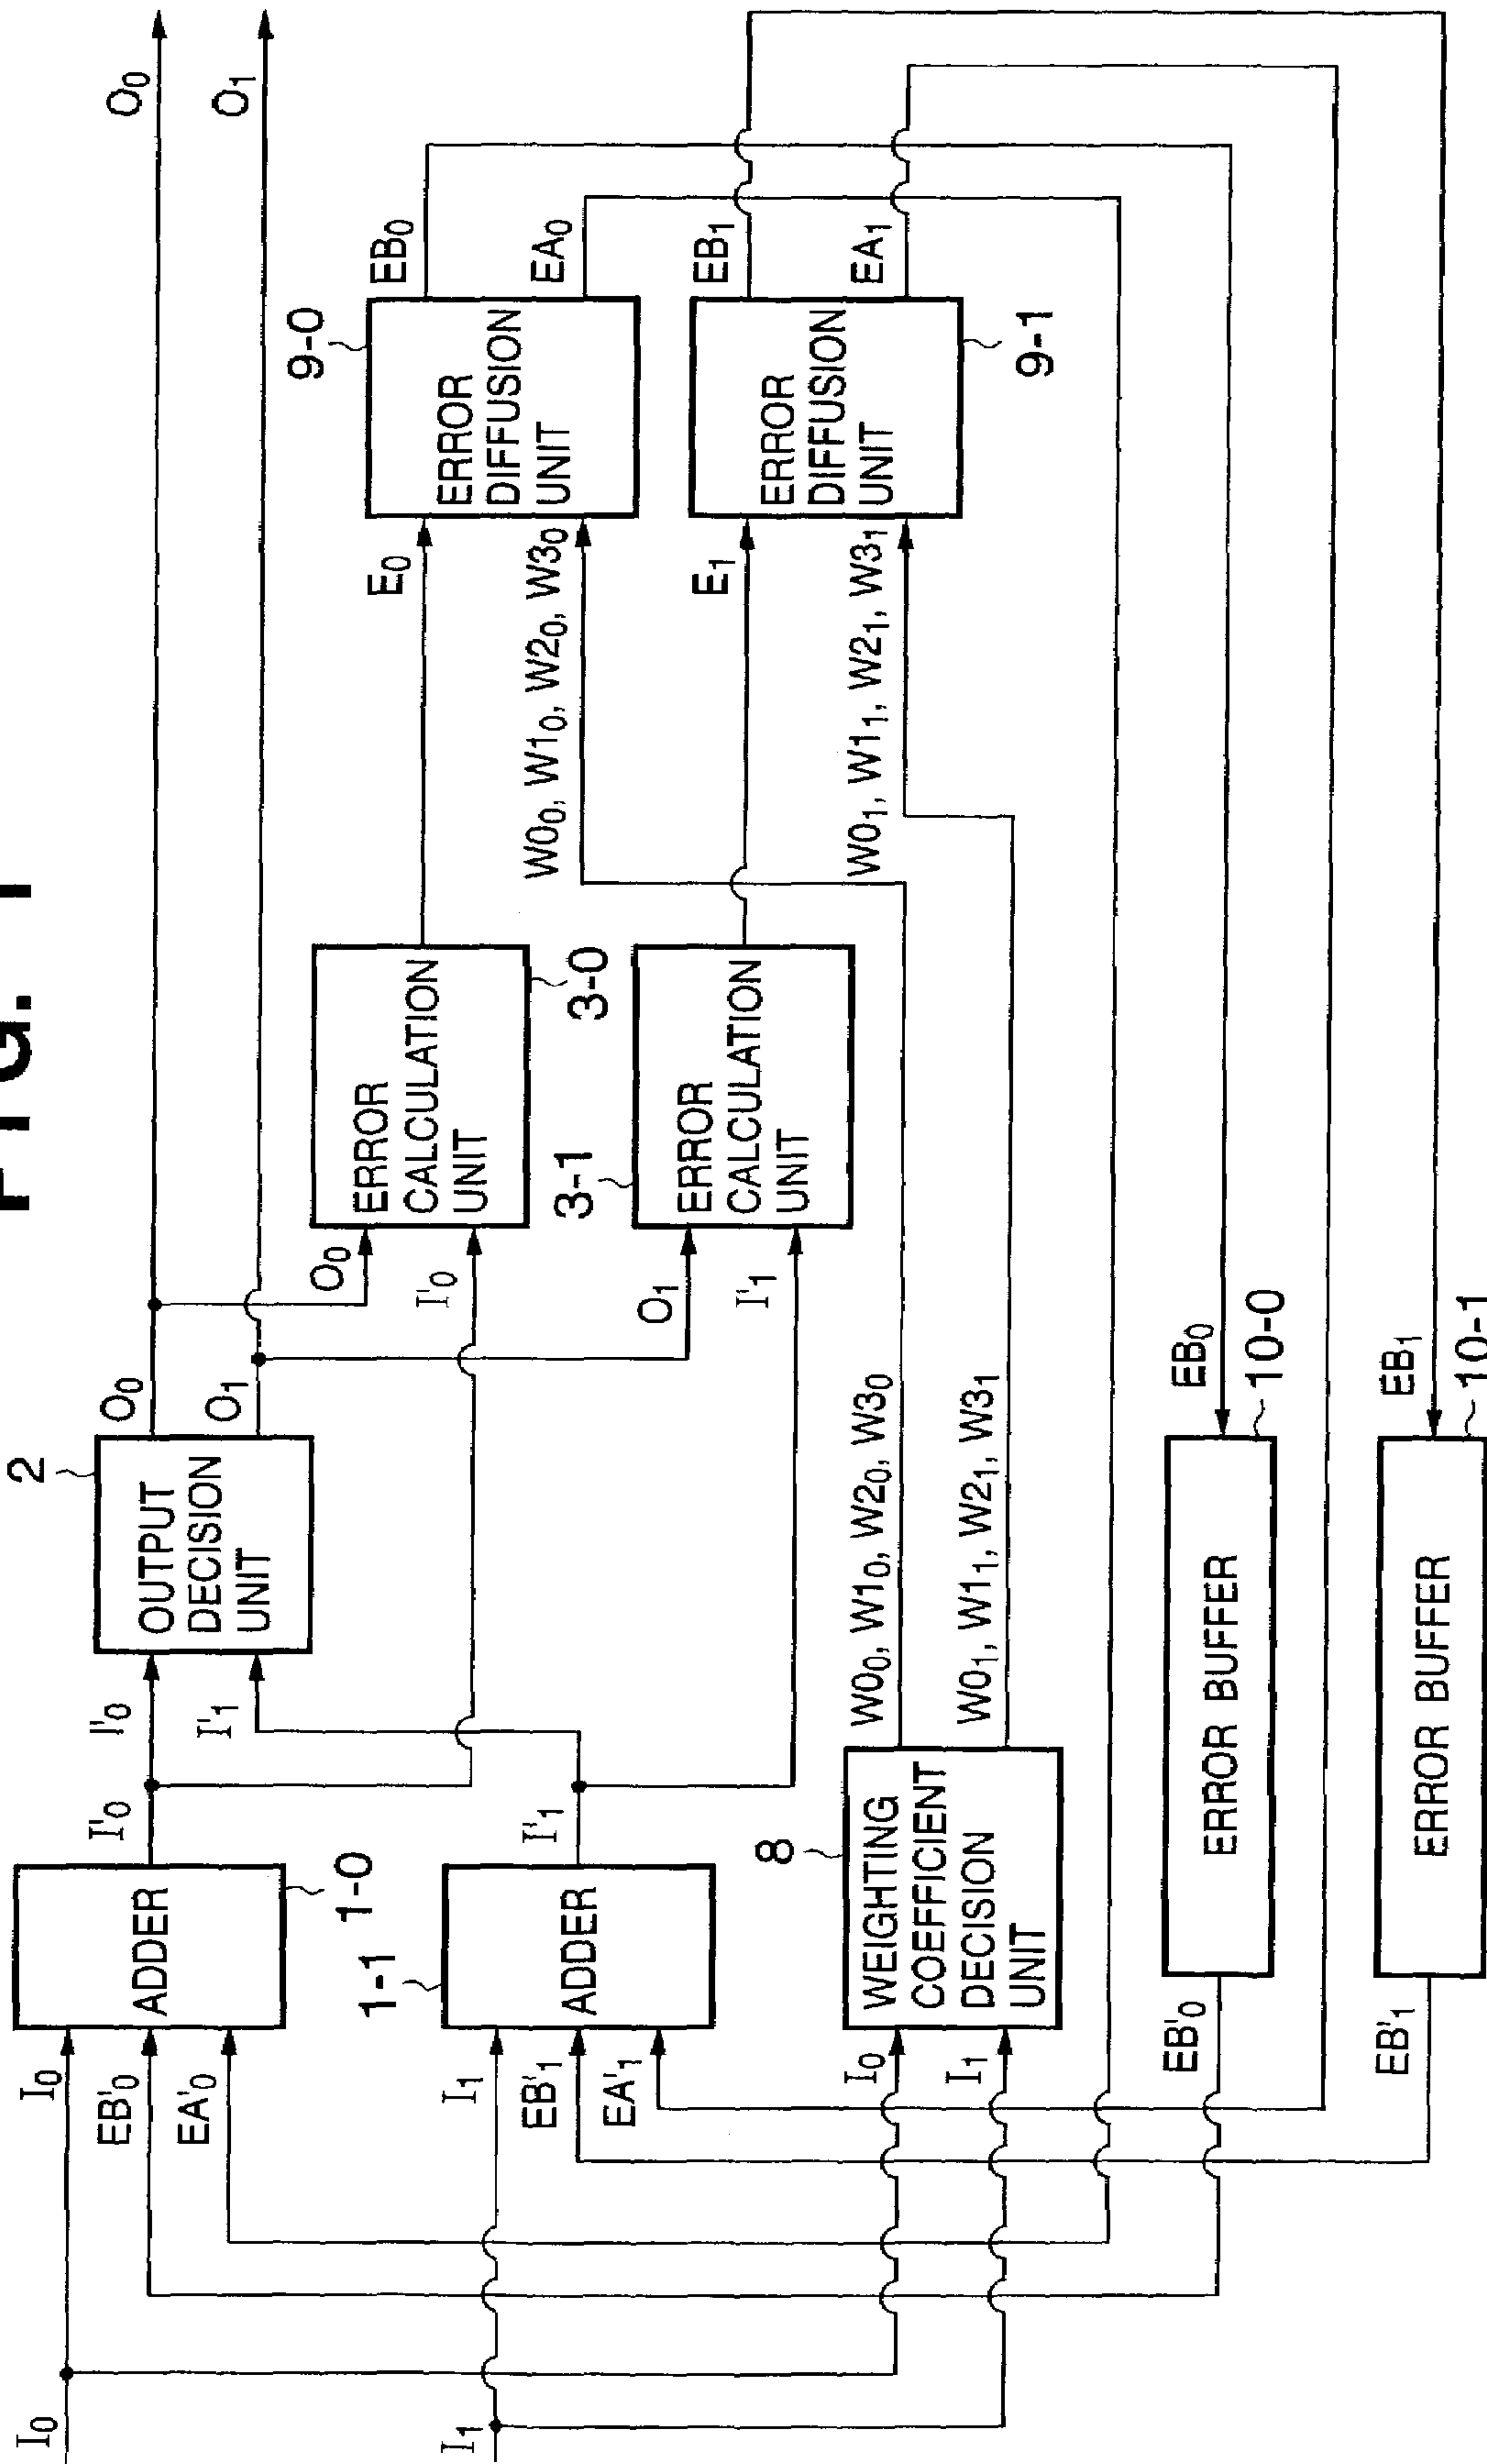 FIG. 1
I₀
I₀
EB'₀
EA'₀
ADDER
1-0
I'₀
I'₀
I'₁
2
OUTPUT
DECISION
UNIT
O₀
O₁
O₀
O₁
I₁
I₁
EB'₁
EA'₁
1-1
ADDER
I'₁
O₀
I'₀
ERROR
CALCULATION
UNIT
3-0
E₀
W0₀, W1₀, W2₀, W3₀
9-0
ERROR
DIFFUSION
UNIT
EB₀
EA₀
O₁
I'₁
3-1
ERROR
CALCULATION
UNIT
E₁
W0₁, W1₁, W2₁, W3₁
ERROR
DIFFUSION
UNIT
9-1
EB₁
EA₁
I₀
I₁
8
WEIGHTING
COEFFICIENT
DECISION
UNIT
W0₀, W1₀, W2₀, W3₀
W0₁, W1₁, W2₁, W3₁
EB'₀
ERROR BUFFER
EB₀
10-0
EB'₁
ERROR BUFFER
EB₁
10-1